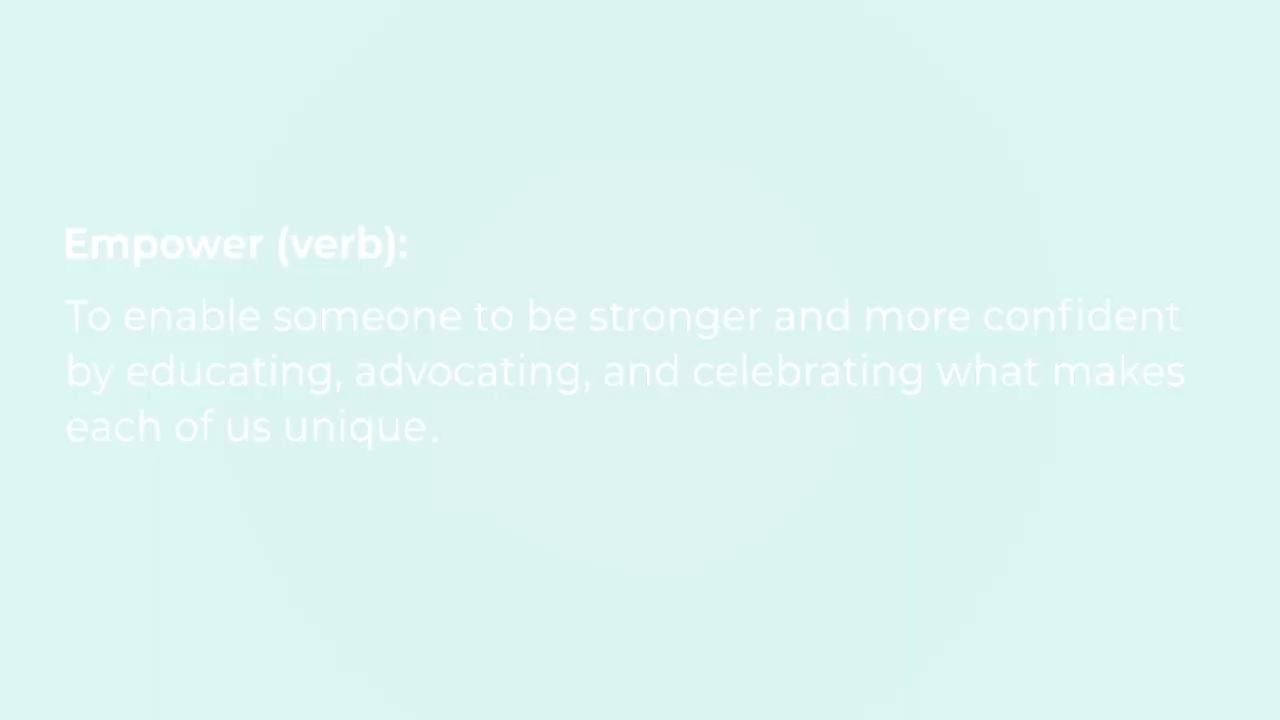 Empower (verb):
To enable someone to be stronger and more confident
by educating, advocating, and celebrating what makes
each of us unique.